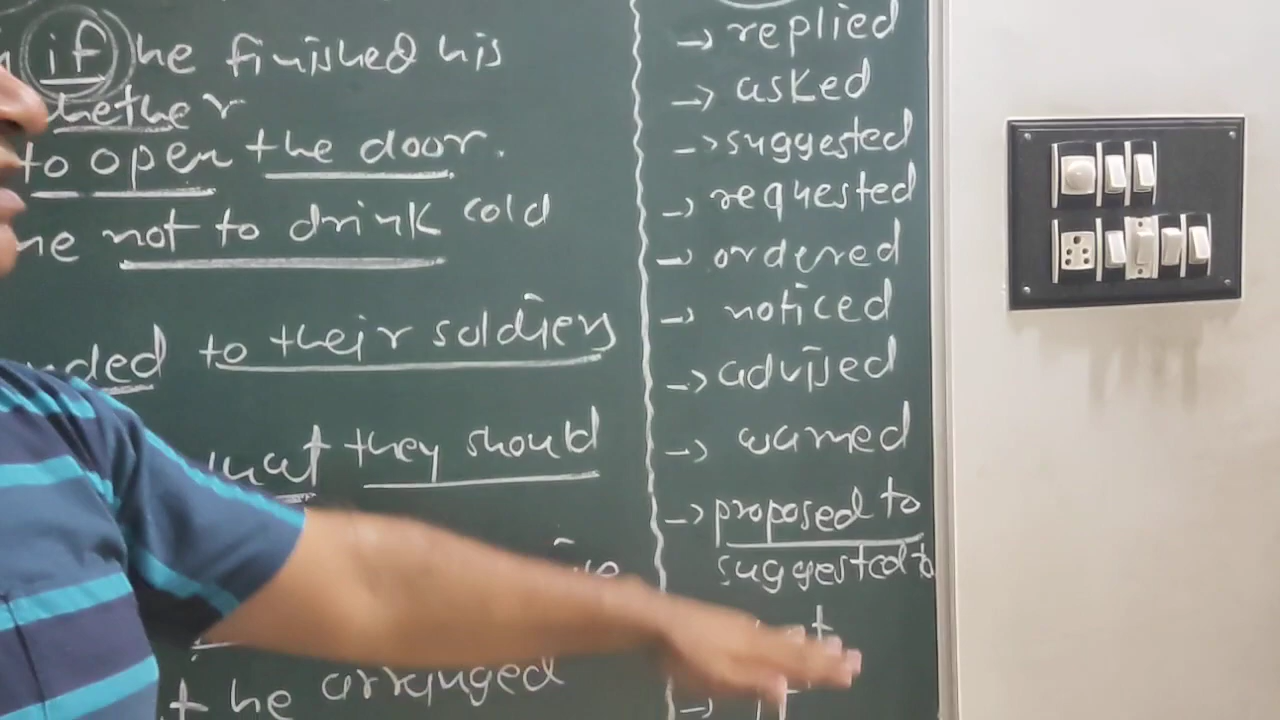 if he finished his
whether
to open the door.
me not to drink cold
to their soldiers
that they should
he arranged
→ replied
→ asked
→ suggested
→ requested
→ ordered
→ noticed
→ advised
→ warned
→ proposed to
suggested to